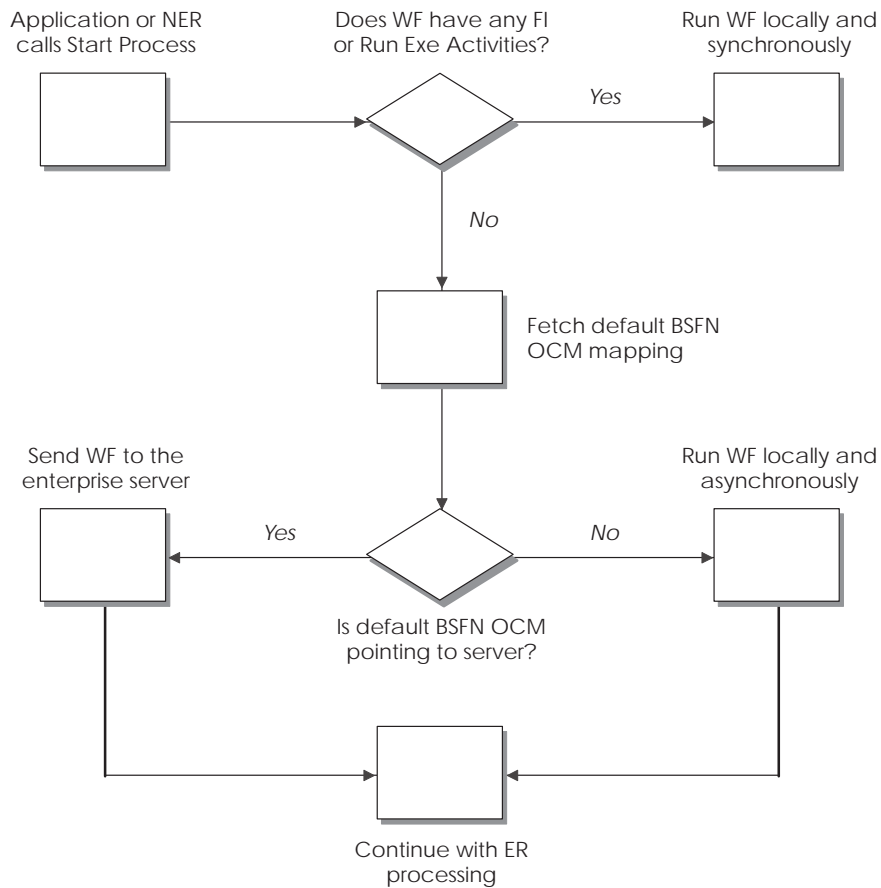 Application or NER
calls Start Process
Does WF have any FI
or Run Exe Activities?
Run WF locally and
synchronously
Yes
No
Fetch default BSFN
OCM mapping
Send WF to the
enterprise server
Run WF locally and
asynchronously
Yes
No
Is default BSFN OCM
pointing to server?
Continue with ER
processing